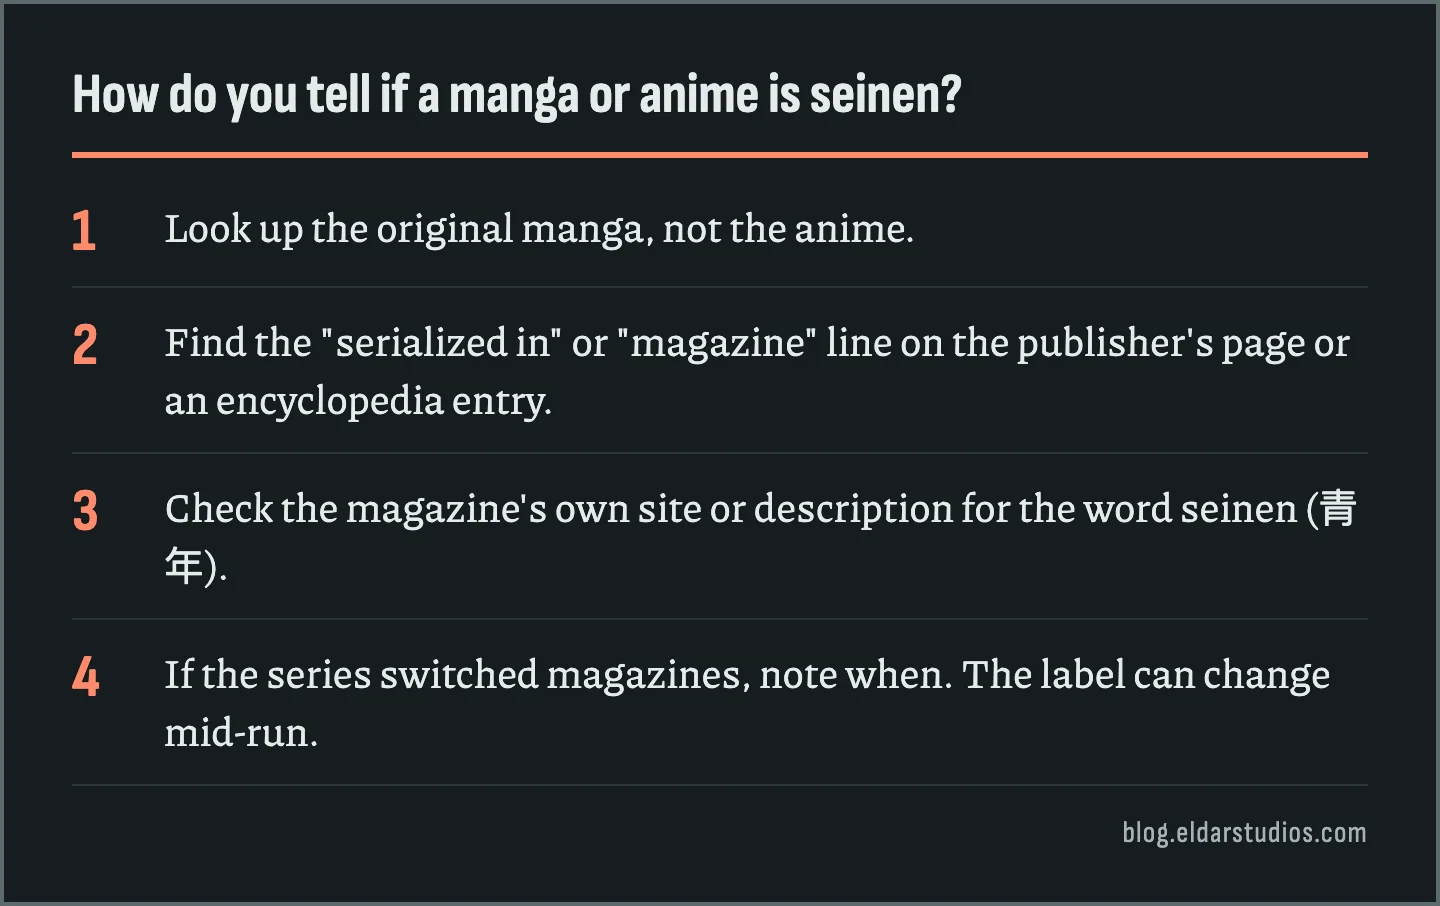 How do you tell if a manga or anime is seinen?
1 Look up the original manga, not the anime.
2 Find the "serialized in" or "magazine" line on the publisher's page or
an encyclopedia entry.
3 Check the magazine's own site or description for the word seinen (青
年).
4 If the series switched magazines, note when. The label can change
mid-run.
blog.eldarstudios.com